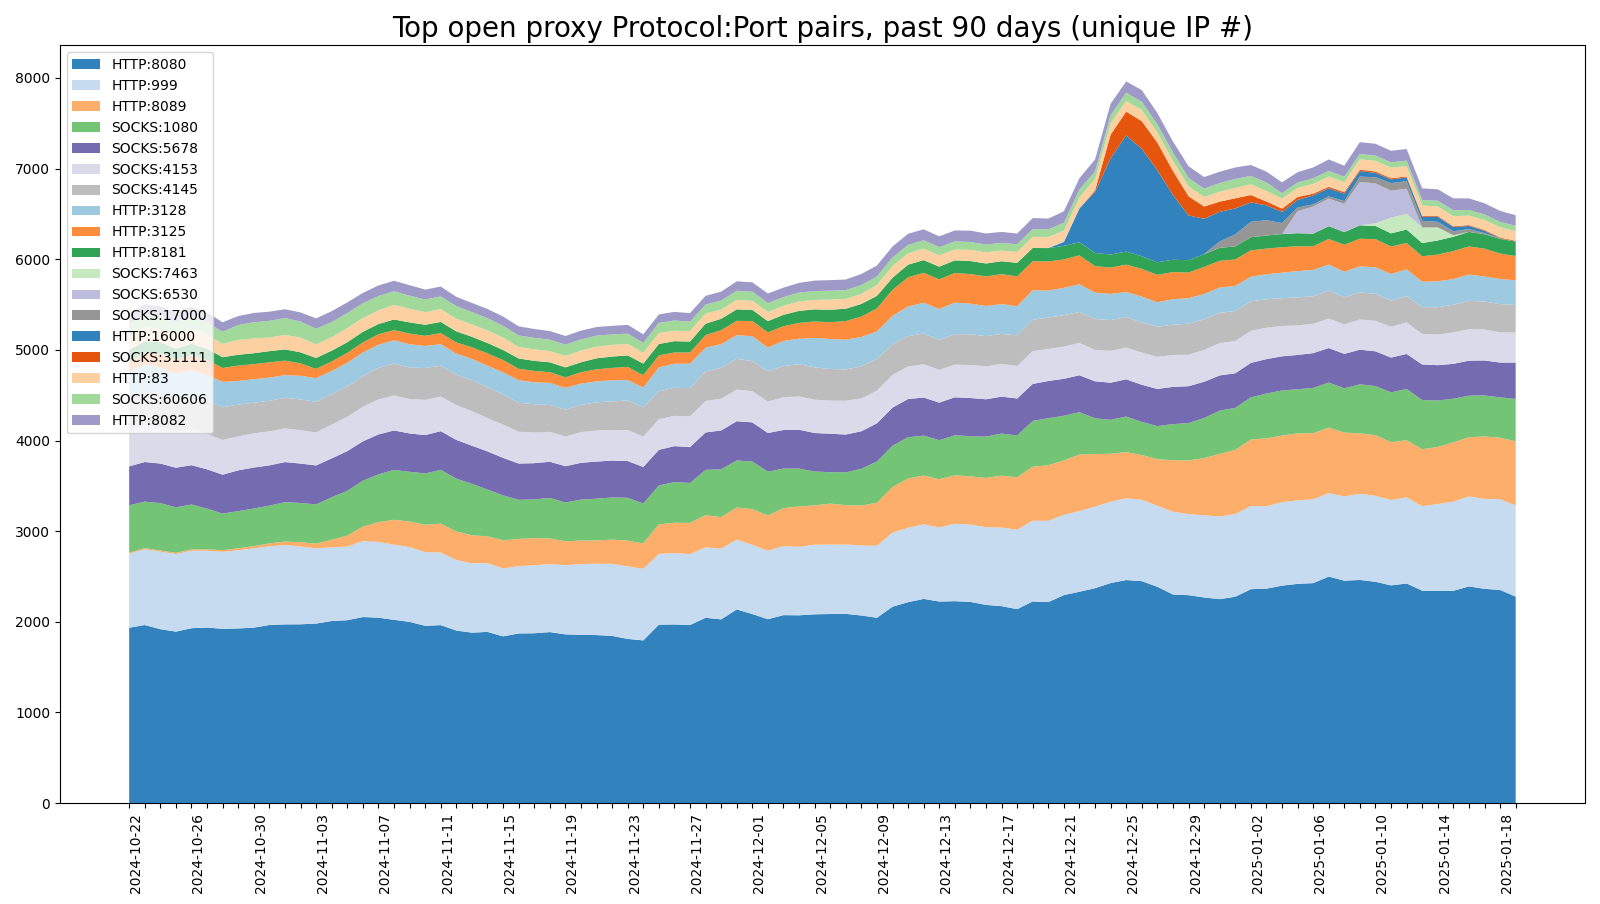 Top open proxy Protocol:Port pairs, past 90 days (unique IP #)
8000
7000
6000
5000
4000
3000
2000
1000
0
HTTP:8080
HTTP:999
HTTP:8089
SOCKS:1080
SOCKS:5678
SOCKS:4153
SOCKS:4145
HTTP:3128
HTTP:3125
HTTP:8181
SOCKS:7463
SOCKS:6530
SOCKS:17000
HTTP:16000
SOCKS:31111
HTTP:83
SOCKS:60606
HTTP:8082
2024-10-22
2024-10-26
2024-10-30
2024-11-03
2024-11-07
2024-11-11
2024-11-15
2024-11-19
2024-11-23
2024-11-27
2024-12-01
2024-12-05
2024-12-09
2024-12-13
2024-12-17
2024-12-21
2024-12-25
2024-12-29
2025-01-02
2025-01-06
2025-01-10
2025-01-14
2025-01-18